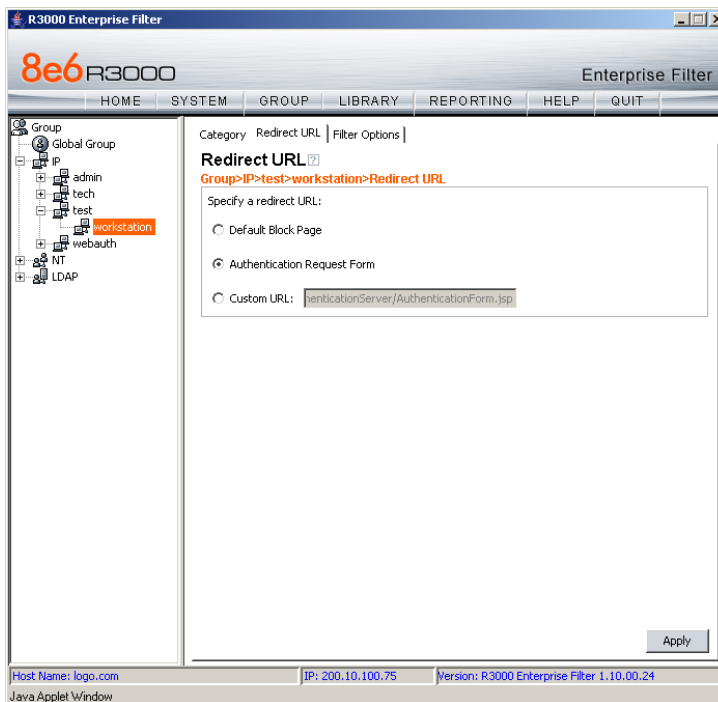 R3000 Enterprise Filter
8e6 R3000
Enterprise Filter
HOME SYSTEM GROUP LIBRARY REPORTING HELP QUIT
Group
Global Group
IP
admin
tech
test
workstation
webauth
NT
LDAP
Category Redirect URL Filter Options
Redirect URL ?
Group>IP>test>workstation>Redirect URL
Specify a redirect URL:
Default Block Page
Authentication Request Form
Custom URL: henticationServer/AuthenticationForm.jsp
Apply
Host Name: logo.com IP: 200.10.100.75 Version: R3000 Enterprise Filter 1.10.00.24
Java Applet Window